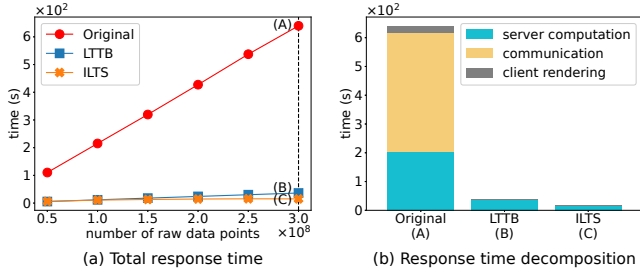 ×10²
6
5
4
3
2
1
0
time (s)
Original
LTTB
ILTS
(A)
(B)
(C)
0.5 1.0 1.5 2.0 2.5 3.0
number of raw data points ×10⁸
(a) Total response time
×10²
6
5
4
3
2
1
0
time (s)
server computation
communication
client rendering
Original LTTB ILTS
(A) (B) (C)
(b) Response time decomposition